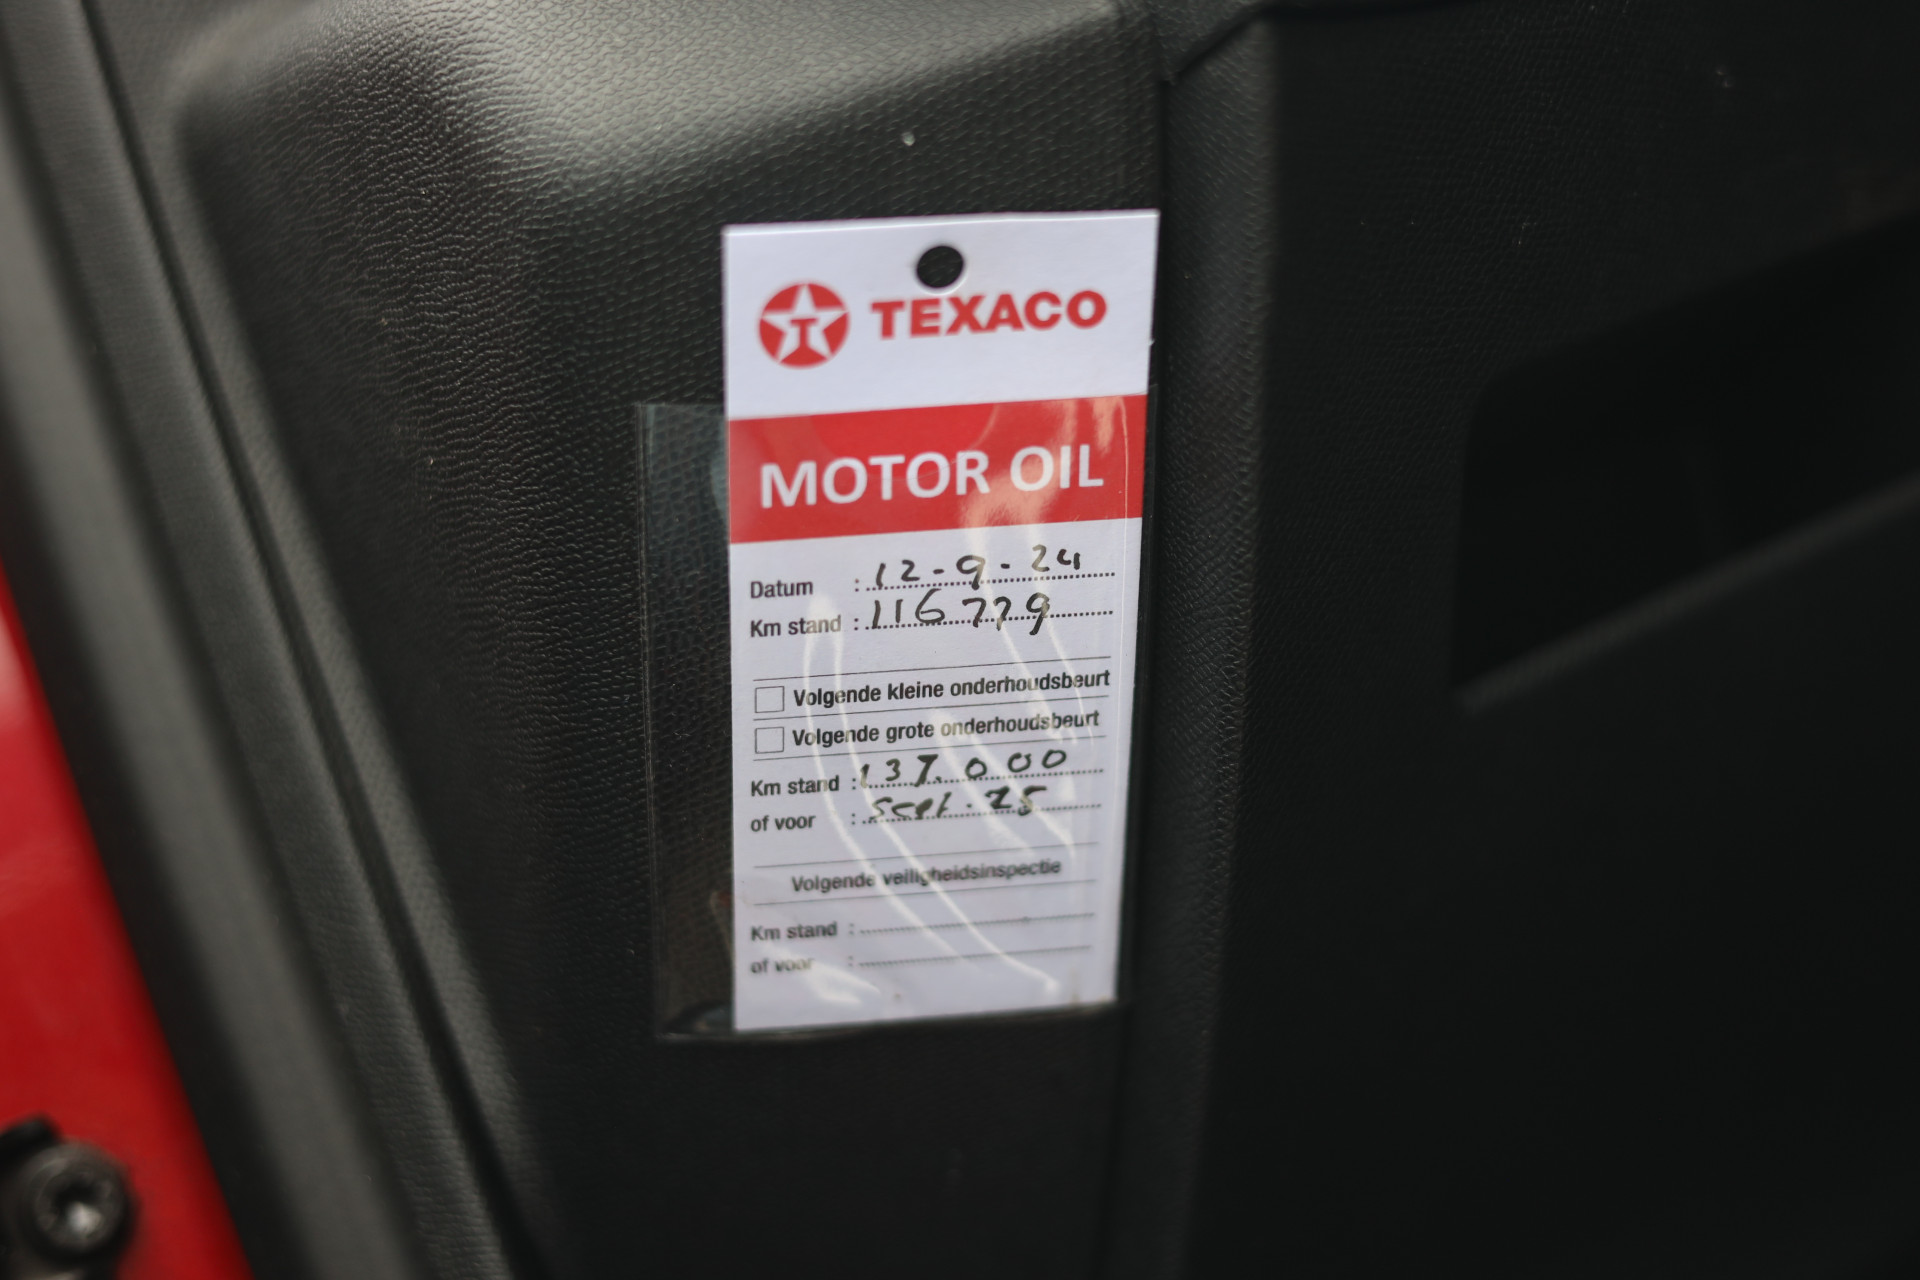 TEXACO
MOTOR OIL
Datum : 12-9-24
Km stand : 116779
Volgende kleine onderhoudsbeurt
Volgende grote onderhoudsbeurt
Km stand : 137.000
of voor : Sept. 25
Volgende veiligheidsinspectie
Km stand :
of voor :